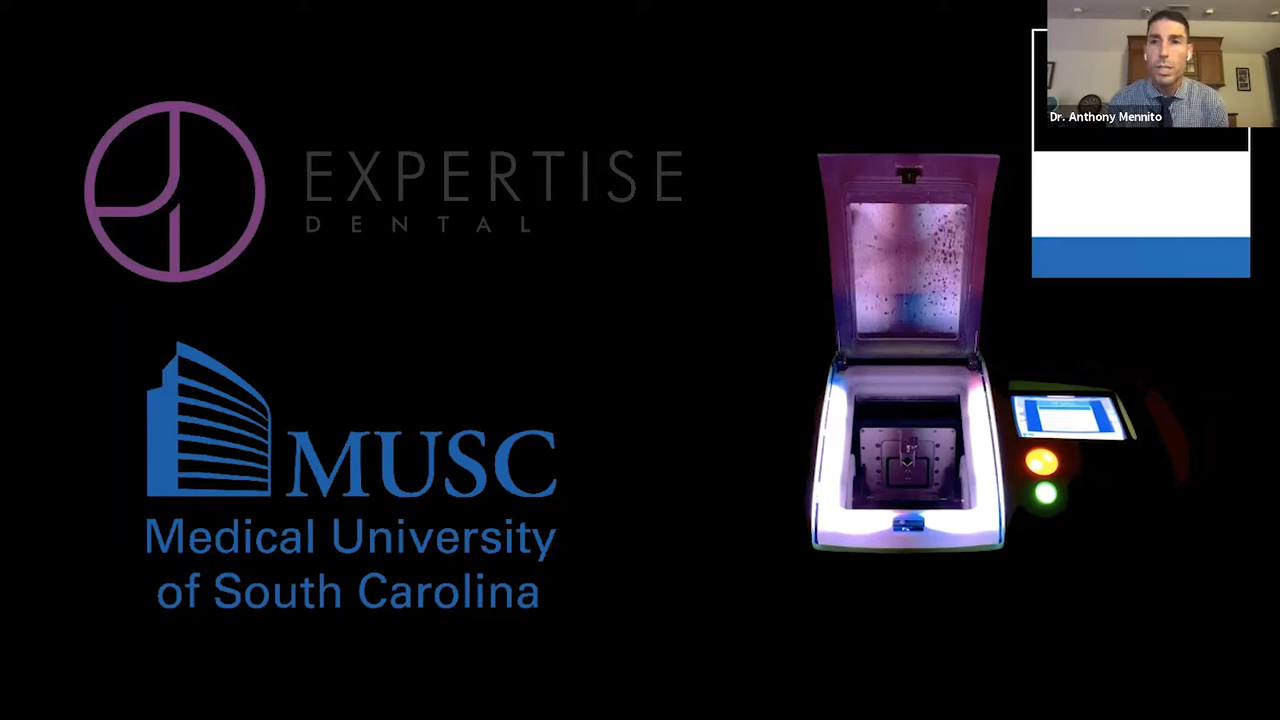 EXPERTISE
DENTAL
MUSC
Medical University
of South Carolina
Dr. Anthony Mennito